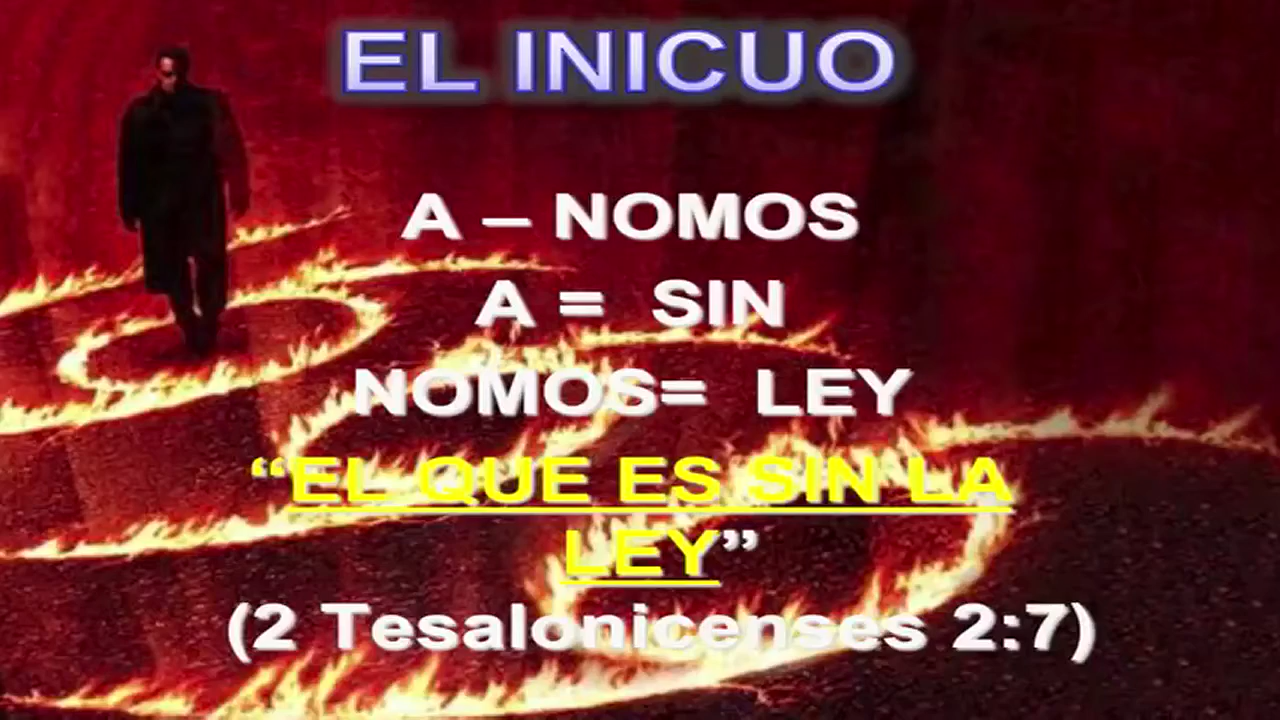 EL INICUO
A – NOMOS
A = SIN
NOMOS= LEY
“EL QUE ES SIN LA
LEY”
(2 Tesalonicenses 2:7)